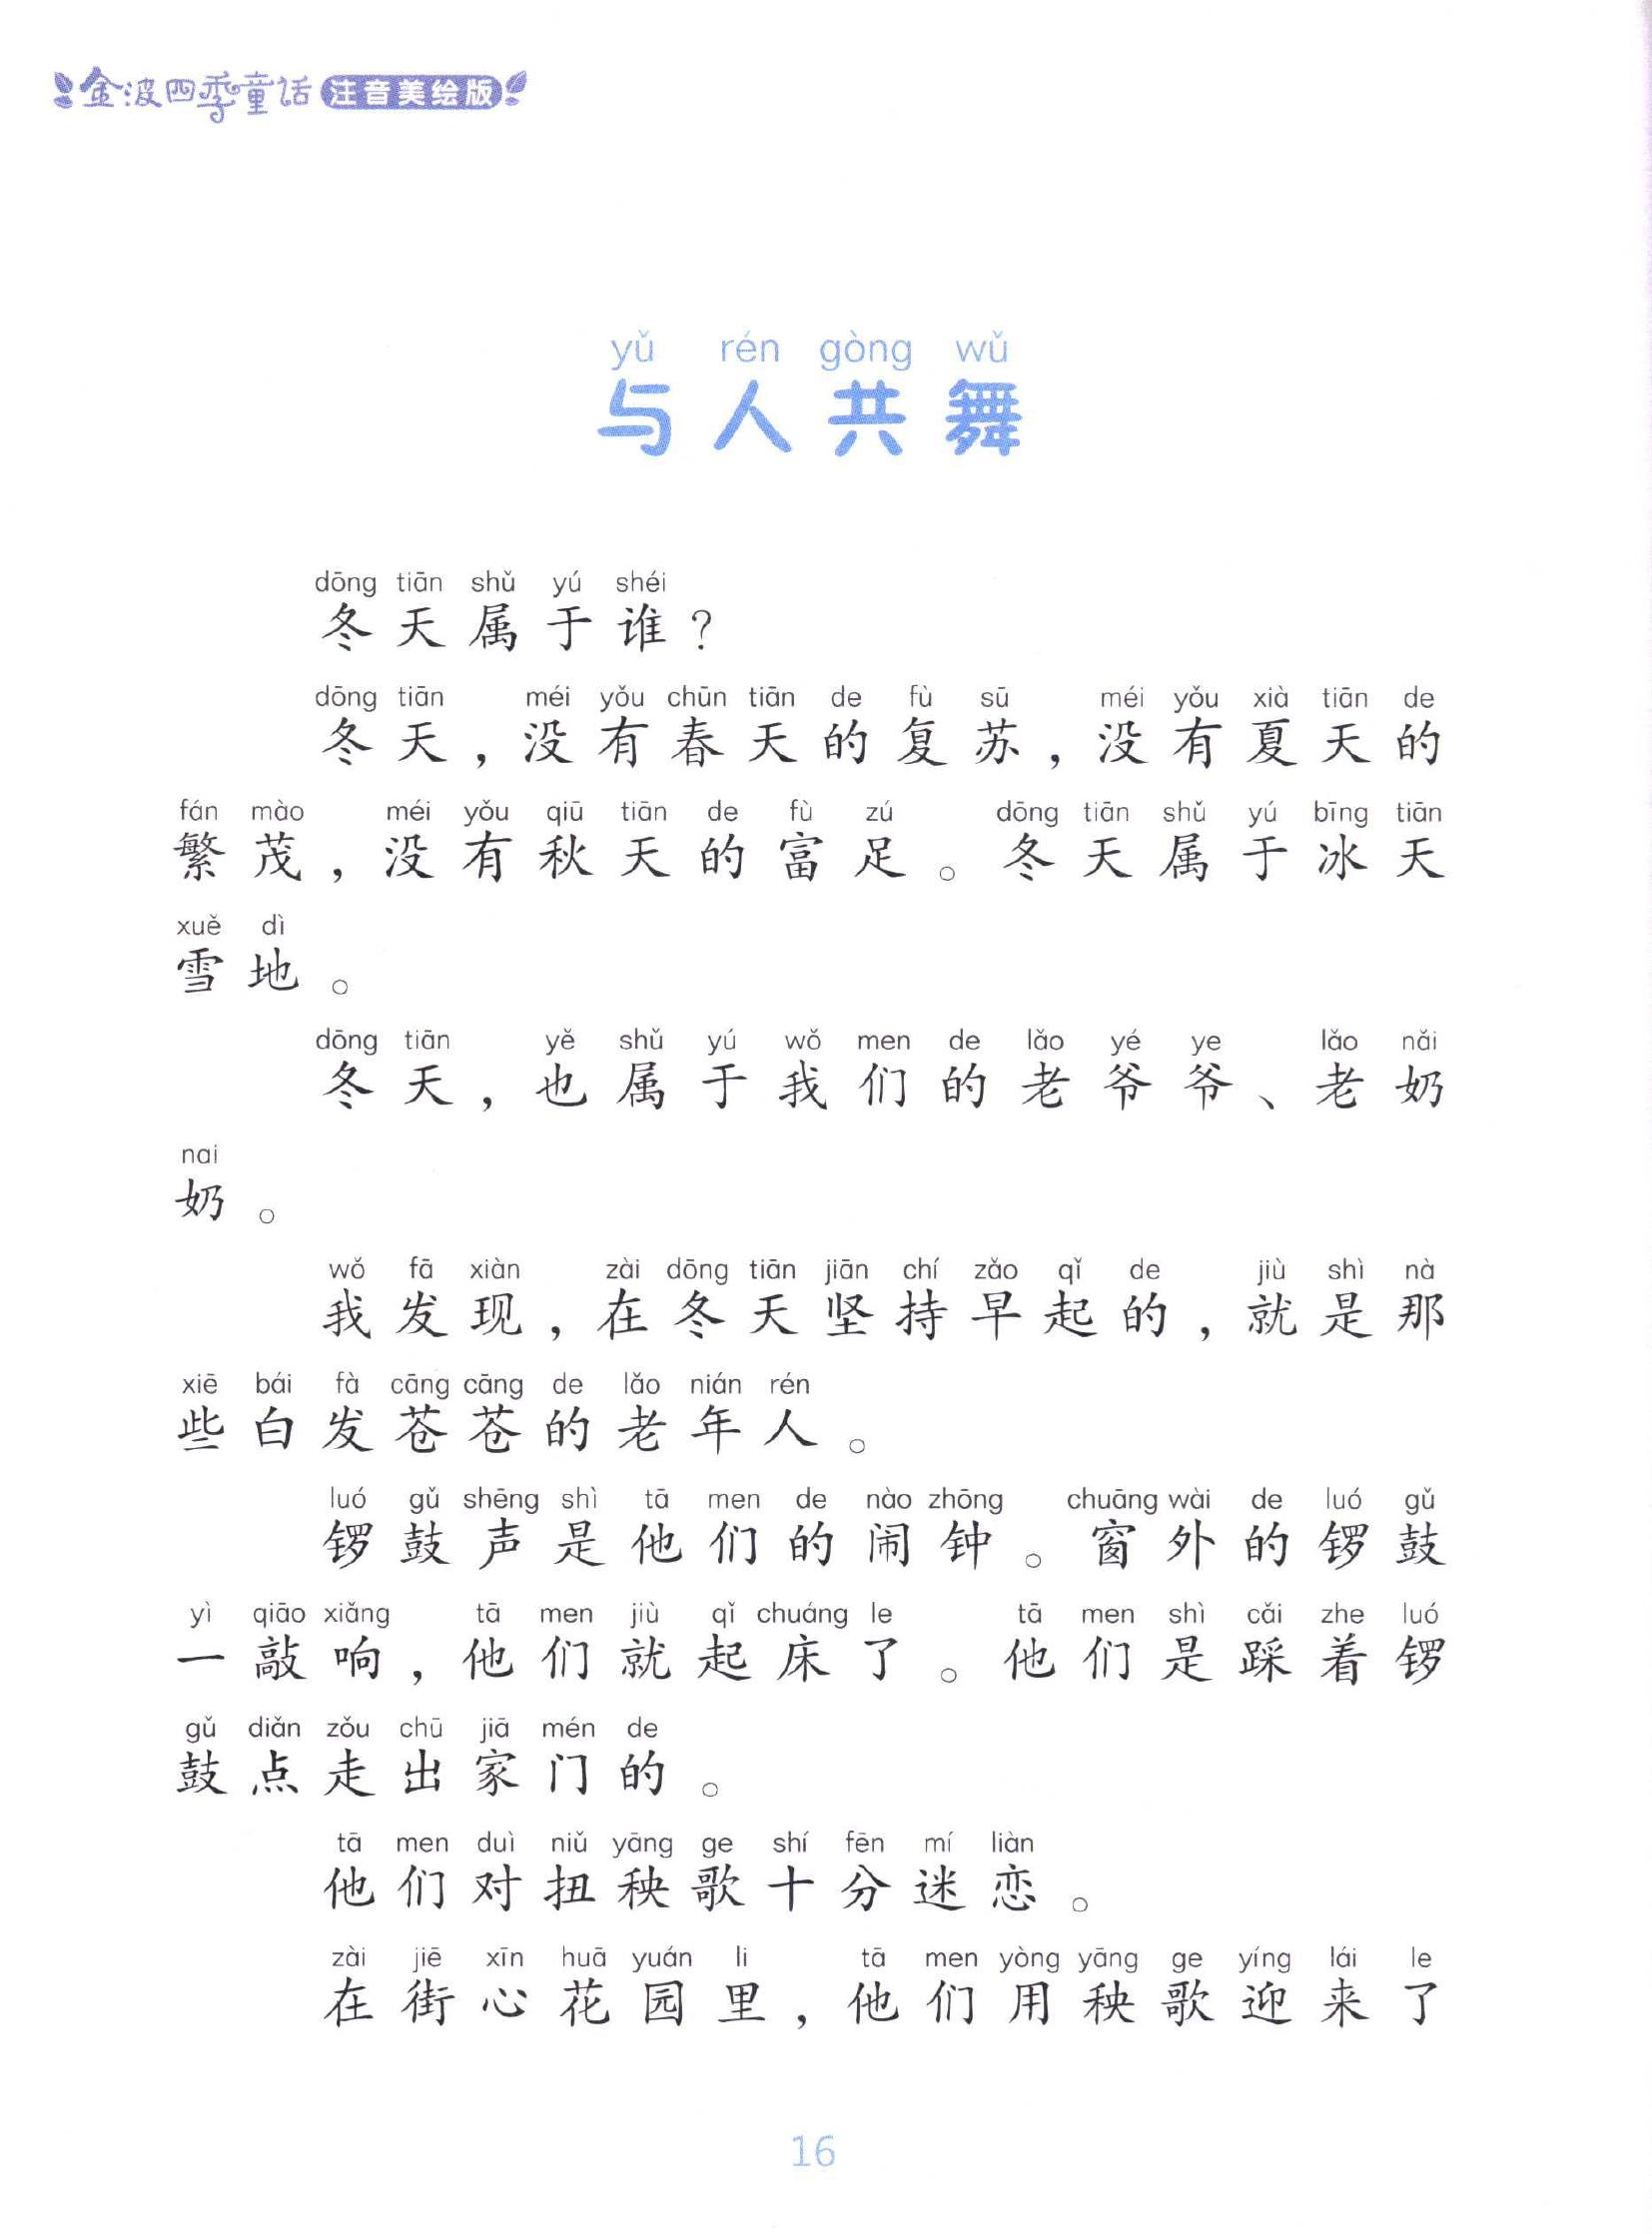 金波四季童话 注音美绘版
yǔ rén gòng wǔ
与人共舞
dōng tiān shǔ yú shéi
冬天属于谁？
dōng tiān méi yǒu chūn tiān de fù sū méi yǒu xià tiān de
冬天，没有春天的复苏，没有夏天的
fán mào méi yǒu qiū tiān de fù zú dōng tiān shǔ yú bīng tiān
繁茂，没有秋天的富足。冬天属于冰天
xuě dì
雪地。
dōng tiān yě shǔ yú wǒ men de lǎo yé ye lǎo nǎi
冬天，也属于我们的老爷爷、老奶
nai
奶。
wǒ fā xiàn zài dōng tiān jiān chí zǎo qǐ de jiù shì nà
我发现，在冬天坚持早起的，就是那
xiē bái fà cāng cāng de lǎo nián rén
些白发苍苍的老年人。
luó gǔ shēng shì tā men de nào zhōng chuāng wài de luó gǔ
锣鼓声是他们的闹钟。窗外的锣鼓
yì qiāo xiǎng tā men jiù qǐ chuáng le tā men shì cǎi zhe luó
一敲响，他们就起床了。他们是踩着锣
gǔ diǎn zǒu chū jiā mén de
鼓点走出家门的。
tā men duì niǔ yāng ge shí fēn mí liàn
他们对扭秧歌十分迷恋。
zài jiē xīn huā yuán li tā men yòng yāng ge yíng lái le
在街心花园里，他们用秧歌迎来了
16